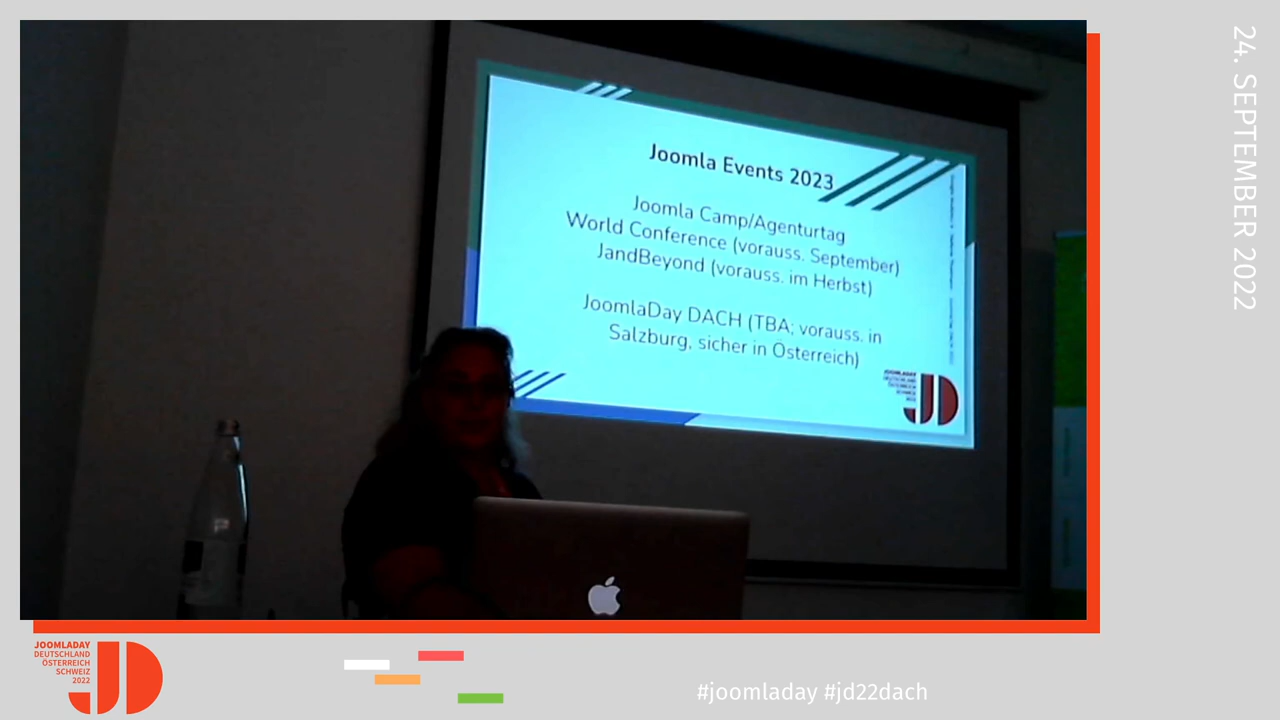 Joomla Events 2023
Joomla Camp/Agenturtag
World Conference (vorauss. September)
JandBeyond (vorauss. im Herbst)
JoomlaDay DACH (TBA; vorauss. in
Salzburg, sicher in Österreich)
24. SEPTEMBER 2022
JOOMLADAY
DEUTSCHLAND
ÖSTERREICH
SCHWEIZ
2022
JD
#joomladay #jd22dach